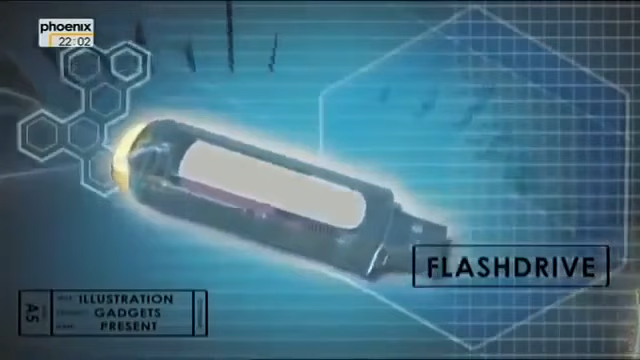 phoenix
22:02
FLASHDRIVE
ILLUSTRATION
GADGETS
PRESENT
A5